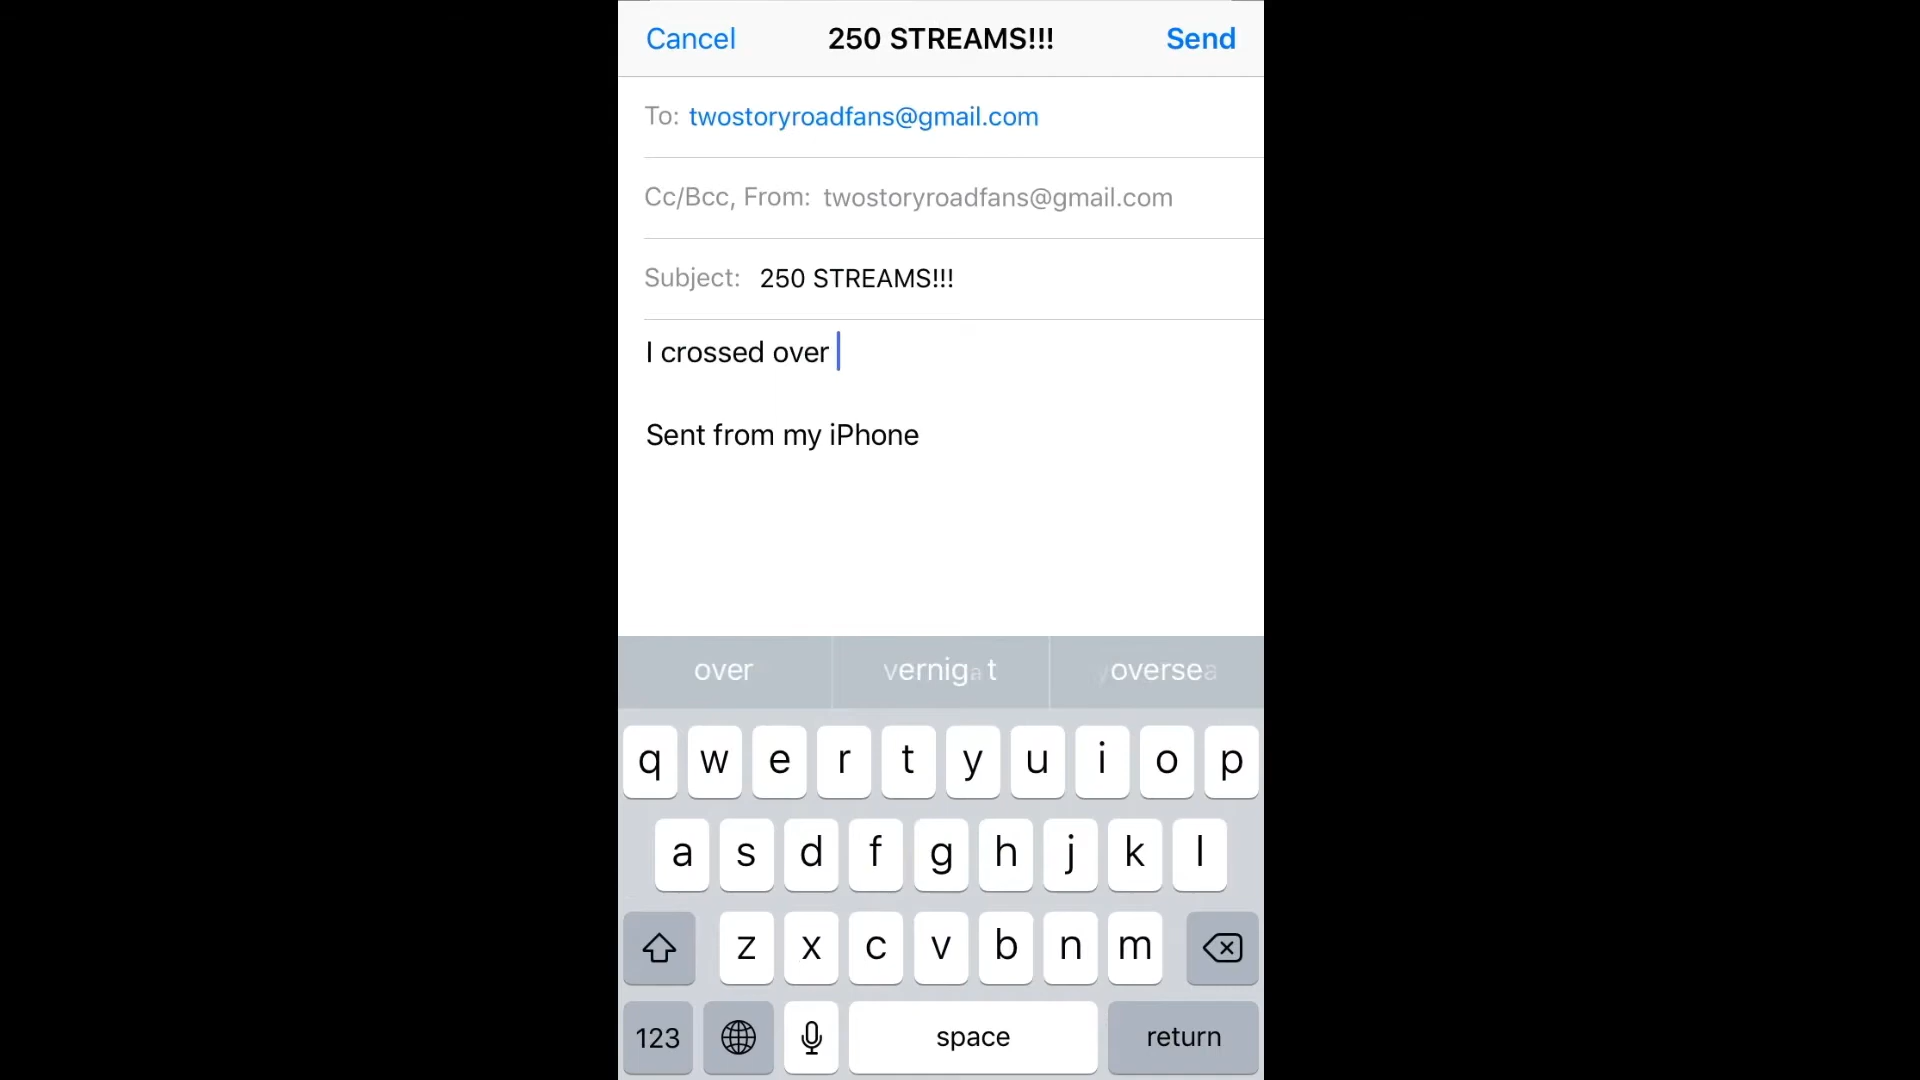 Cancel 250 STREAMS!!! Send
To: twostoryroadfans@gmail.com
Cc/Bcc, From: twostoryroadfans@gmail.com
Subject: 250 STREAMS!!!
I crossed over
Sent from my iPhone
over
q w e r t y u i o p
a s d f g h j k l
z x c v b n m
123 space return